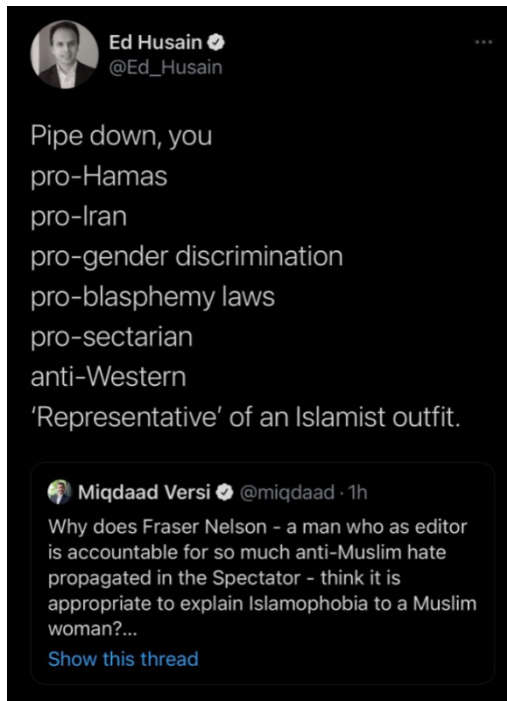 Ed Husain
@Ed_Husain
Pipe down, you
pro-Hamas
pro-Iran
pro-gender discrimination
pro-blasphemy laws
pro-sectarian
anti-Western
‘Representative’ of an Islamist outfit.
Miqdaad Versi @miqdaad · 1h
Why does Fraser Nelson - a man who as editor
is accountable for so much anti-Muslim hate
propagated in the Spectator - think it is
appropriate to explain Islamophobia to a Muslim
woman?...
Show this thread